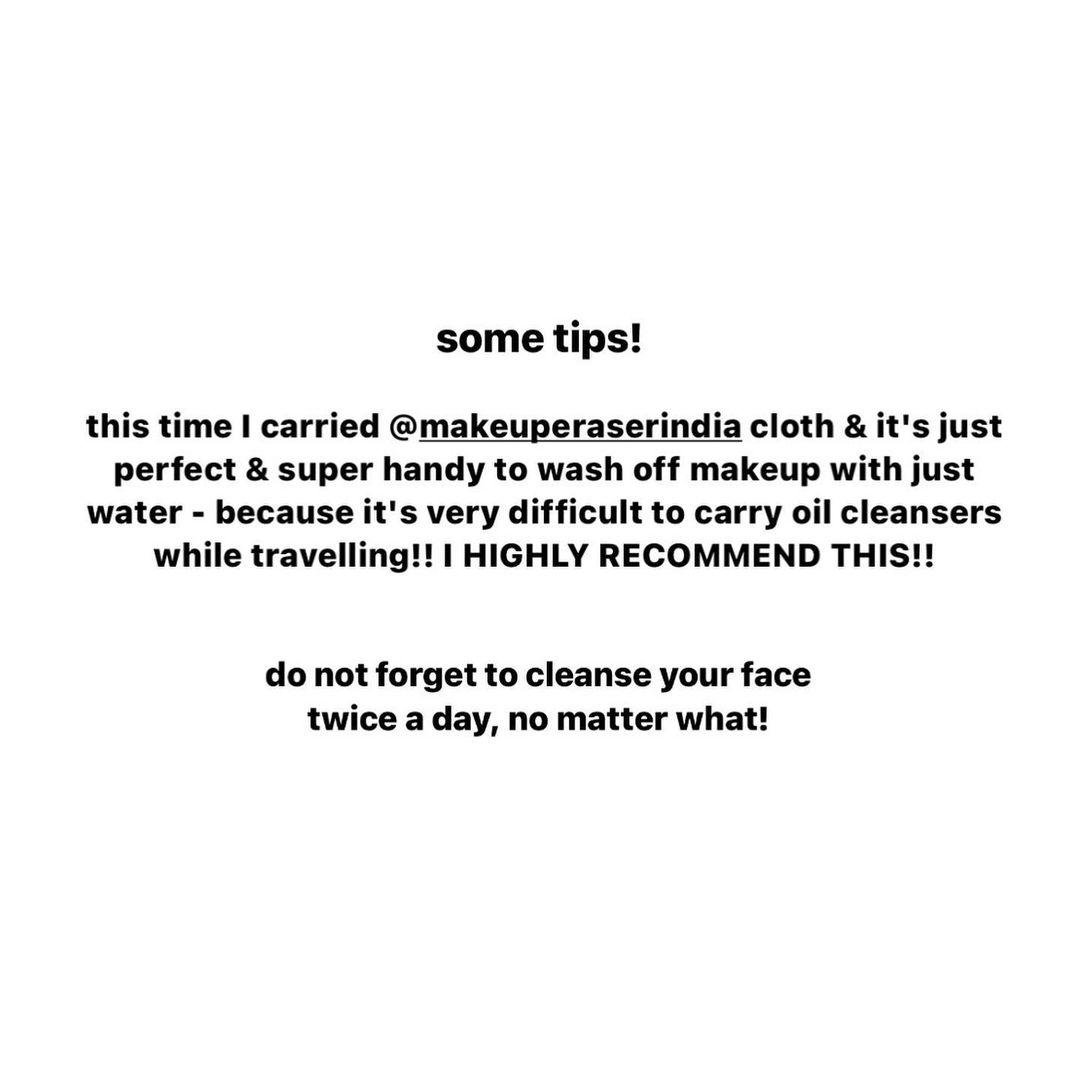 some tips!
this time I carried @makeuperaserindia cloth & it's just
perfect & super handy to wash off makeup with just
water - because it's very difficult to carry oil cleansers
while travelling!! I HIGHLY RECOMMEND THIS!!
do not forget to cleanse your face
twice a day, no matter what!